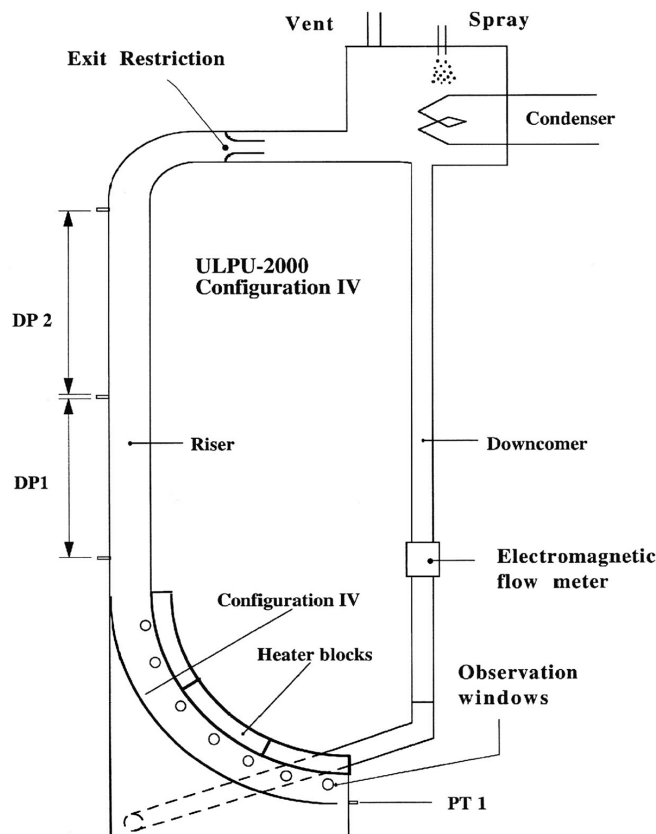 Vent
Spray
Exit Restriction
Condenser
ULPU-2000
Configuration IV
DP 2
Riser
Downcomer
DP1
Electromagnetic
flow meter
Configuration IV
Heater blocks
Observation
windows
PT 1